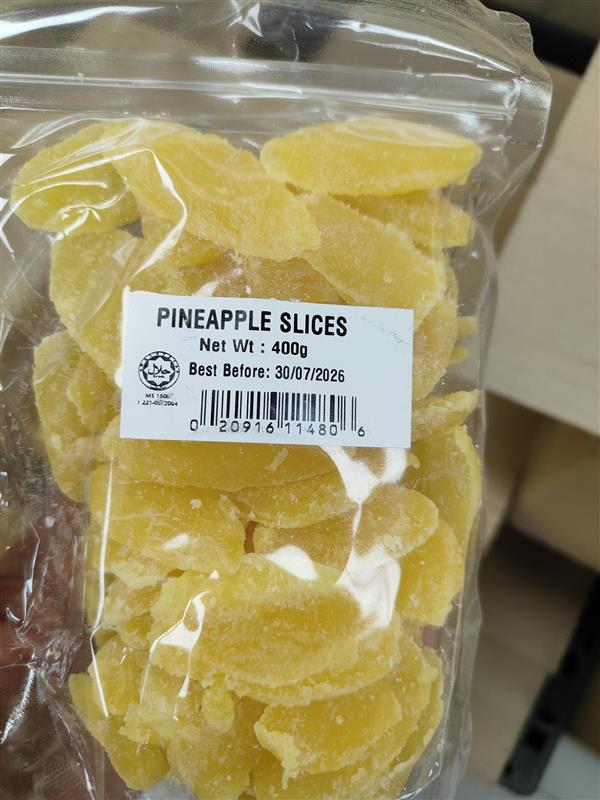 PINEAPPLE SLICES
Net Wt : 400g
Best Before: 30/07/2026
حلال
MS 1500
1 221-09/2004
0 20916 11480 6